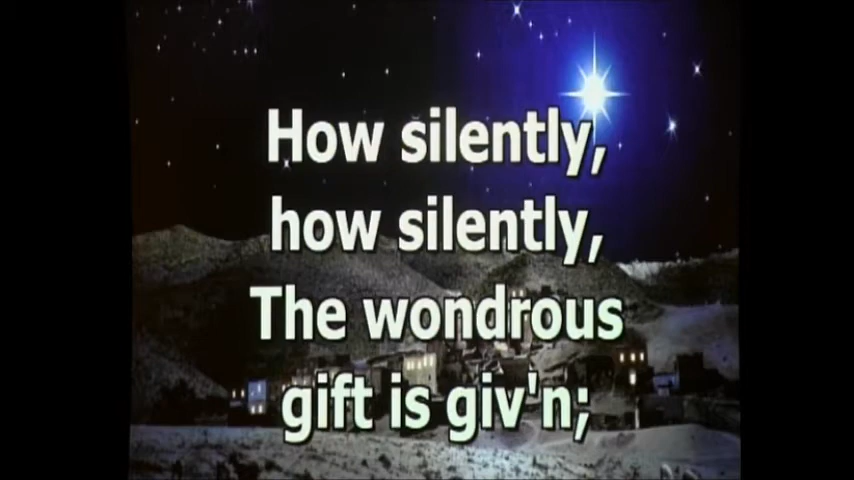 How silently,
how silently,
The wondrous
gift is giv'n;